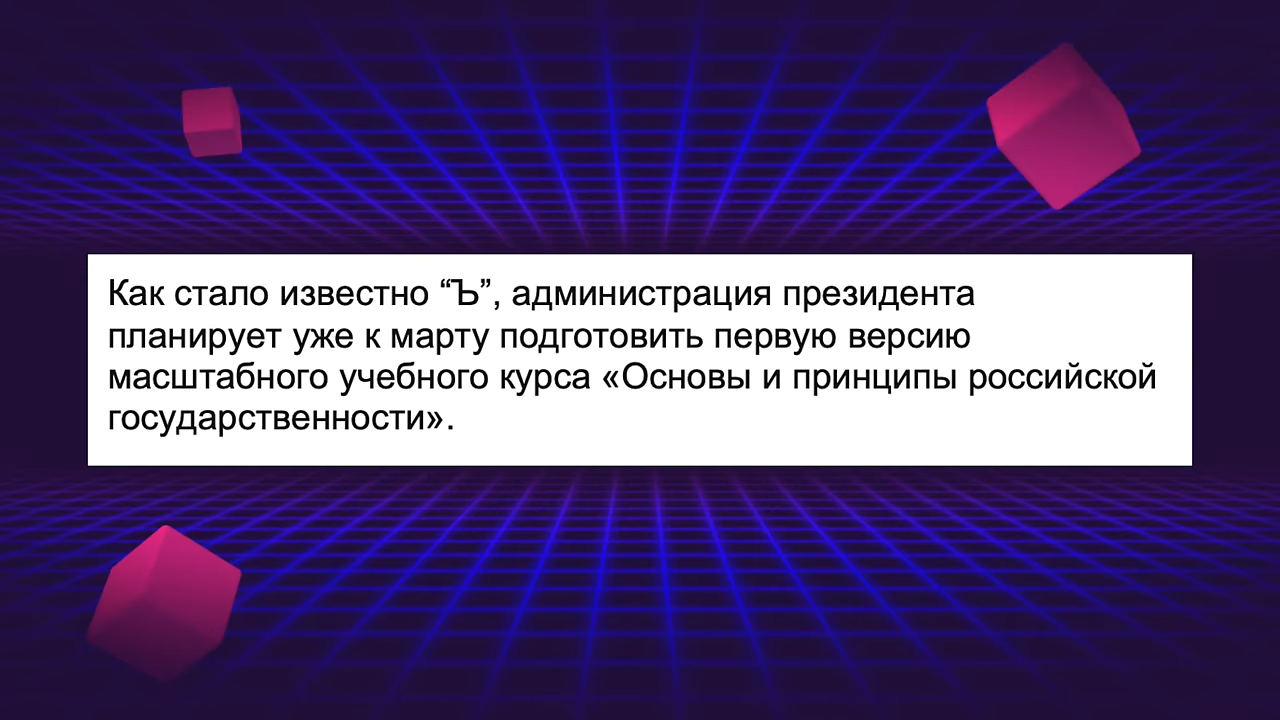 Как стало известно “Ъ”, администрация президента
планирует уже к марту подготовить первую версию
масштабного учебного курса «Основы и принципы российской
государственности».